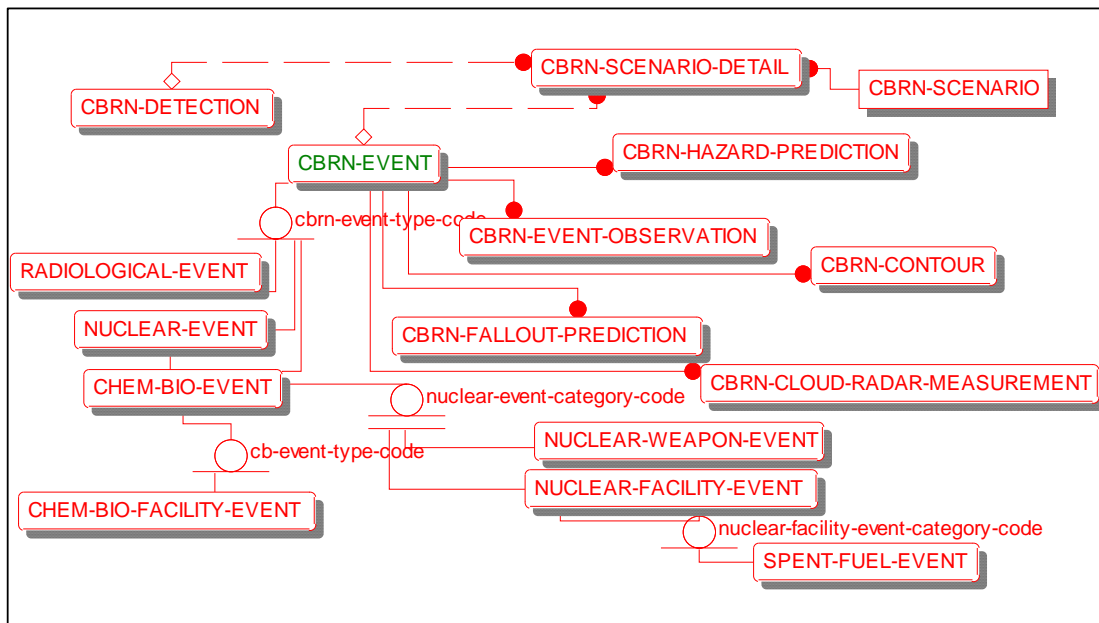 CBRN-SCENARIO-DETAIL
CBRN-SCENARIO
CBRN-DETECTION
CBRN-EVENT
CBRN-HAZARD-PREDICTION
cbrn-event-type-code
CBRN-EVENT-OBSERVATION
RADIOLOGICAL-EVENT
CBRN-CONTOUR
NUCLEAR-EVENT
CBRN-FALLOUT-PREDICTION
CHEM-BIO-EVENT
CBRN-CLOUD-RADAR-MEASUREMENT
nuclear-event-category-code
NUCLEAR-WEAPON-EVENT
cb-event-type-code
NUCLEAR-FACILITY-EVENT
CHEM-BIO-FACILITY-EVENT
nuclear-facility-event-category-code
SPENT-FUEL-EVENT